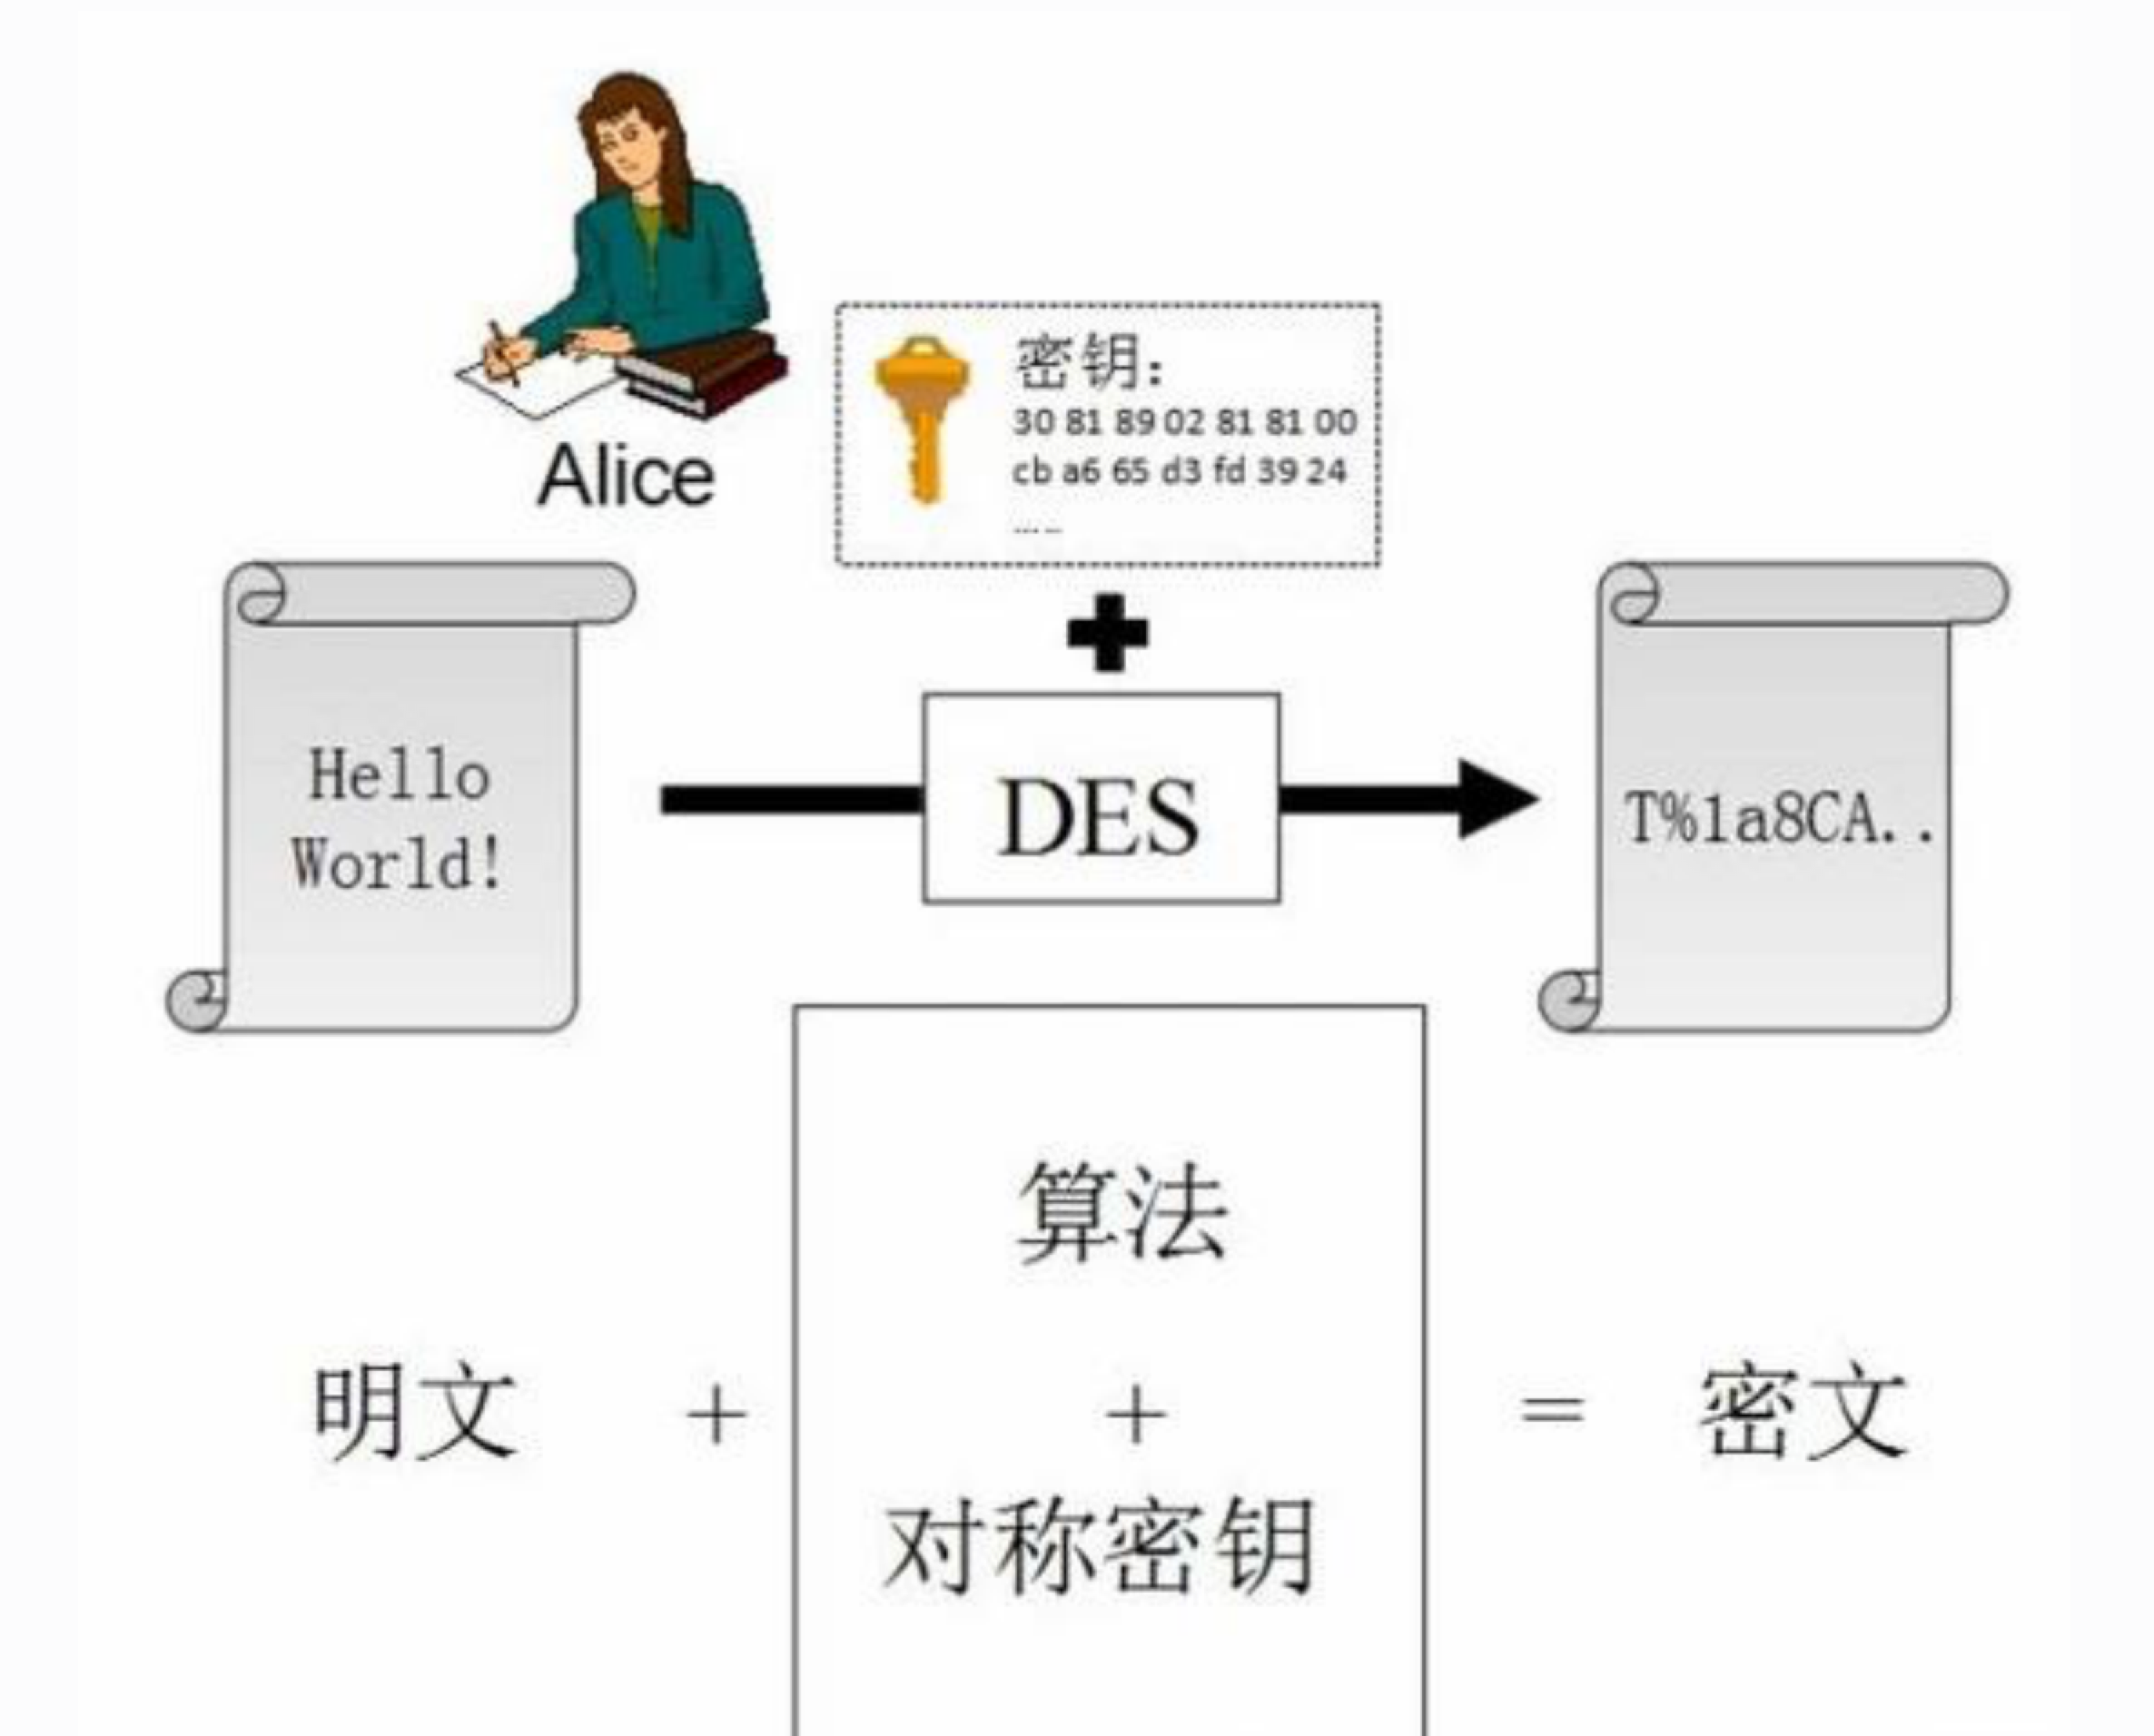 密钥:
30 81 89 02 81 81 00
cb a6 65 d3 fd 39 24
... ..
Alice
Hello
World!
DES
T%1a8CA..
算法
明文 + + = 密文
对称密钥